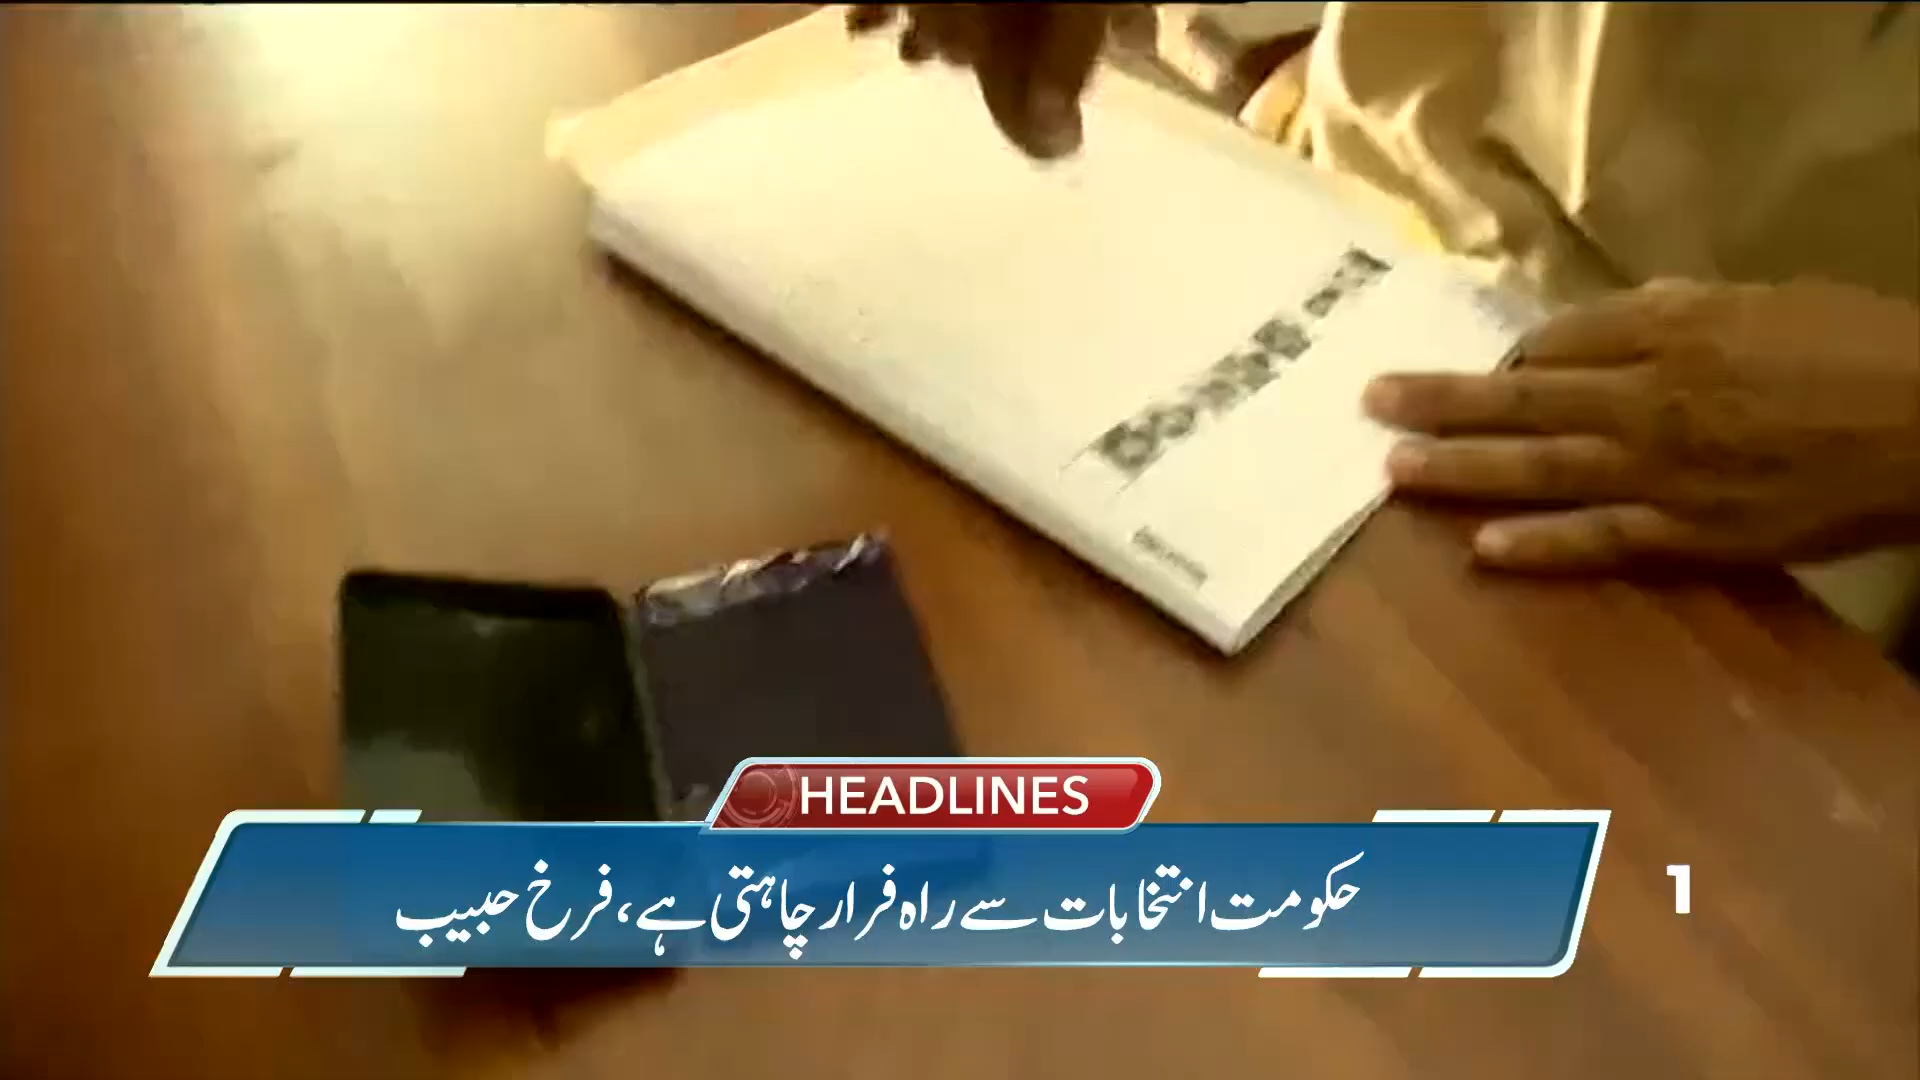 HEADLINES
حکومت انتخابات سے راہ فرار چاہتی ہے، فرخ حبیب
1